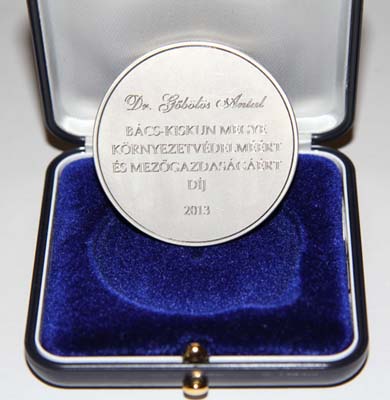 Dr. Göbölös Antal
BÁCS-KISKUN MEGYE
KÖRNYEZETVÉDELMÉÉRT
ÉS MEZŐGAZDASÁGÁÉRT
DÍJ
2013